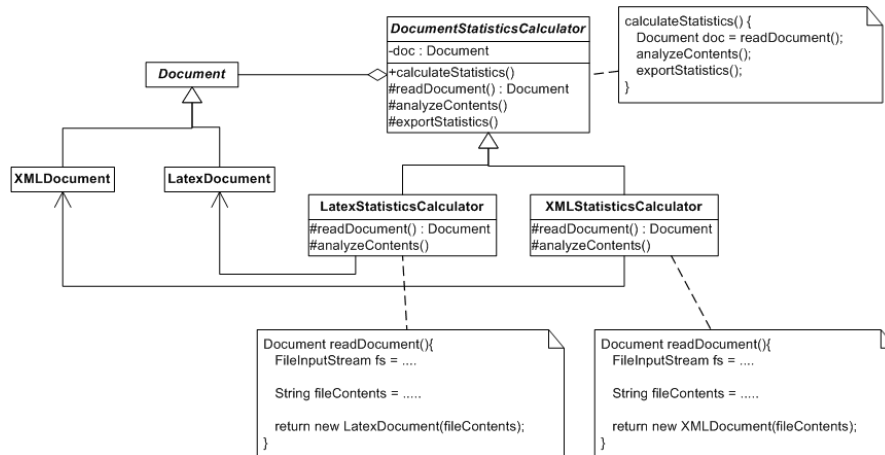 DocumentStatisticsCalculator
-doc : Document
+calculateStatistics()
#readDocument() : Document
#analyzeContents()
#exportStatistics()
calculateStatistics() {
Document doc = readDocument();
analyzeContents();
exportStatistics();
}
Document
XMLDocument
LatexDocument
LatexStatisticsCalculator
#readDocument() : Document
#analyzeContents()
XMLStatisticsCalculator
#readDocument() : Document
#analyzeContents()
Document readDocument(){
FileInputStream fs = ....
String fileContents = .....
return new LatexDocument(fileContents);
}
Document readDocument(){
FileInputStream fs = ....
String fileContents = .....
return new XMLDocument(fileContents);
}